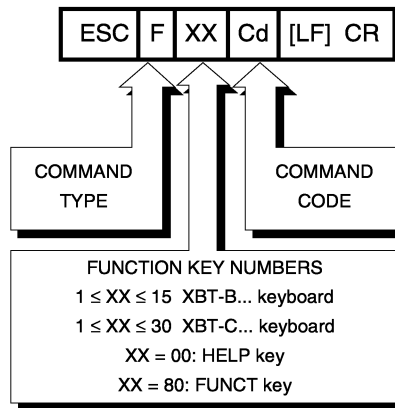 ESC F XX Cd [LF] CR
COMMAND TYPE
COMMAND CODE
FUNCTION KEY NUMBERS
1 ≤ XX ≤ 15 XBT-B... keyboard
1 ≤ XX ≤ 30 XBT-C... keyboard
XX = 00: HELP key
XX = 80: FUNCT key